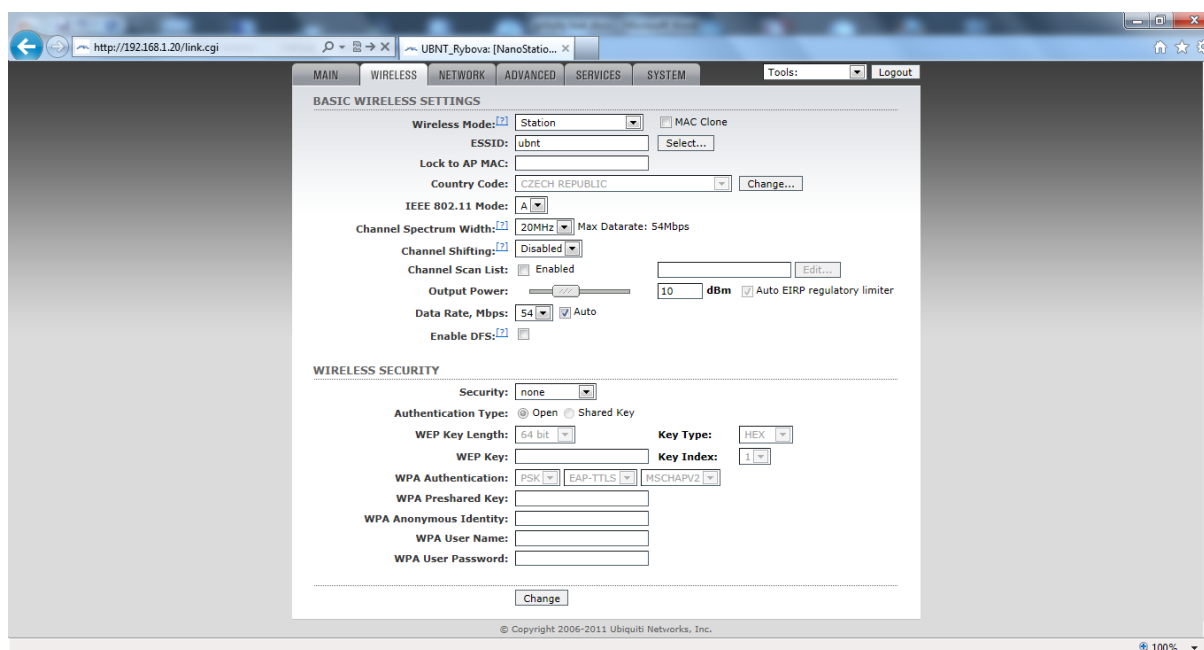 http://192.168.1.20/link.cgi
UBNT_Rybova: [NanoStatio...
MAIN WIRELESS NETWORK ADVANCED SERVICES SYSTEM Tools: Logout
BASIC WIRELESS SETTINGS
Wireless Mode:[?] Station MAC Clone
ESSID: ubnt Select...
Lock to AP MAC:
Country Code: CZECH REPUBLIC Change...
IEEE 802.11 Mode: A
Channel Spectrum Width:[?] 20MHz Max Datarate: 54Mbps
Channel Shifting:[?] Disabled
Channel Scan List: Enabled Edit...
Output Power: 10 dBm Auto EIRP regulatory limiter
Data Rate, Mbps: 54 Auto
Enable DFS:[?]
WIRELESS SECURITY
Security: none
Authentication Type: Open Shared Key
WEP Key Length: 64 bit Key Type: HEX
WEP Key: Key Index: 1
WPA Authentication: PSK EAP-TTLS MSCHAPV2
WPA Preshared Key:
WPA Anonymous Identity:
WPA User Name:
WPA User Password:
Change
© Copyright 2006-2011 Ubiquiti Networks, Inc.
100%